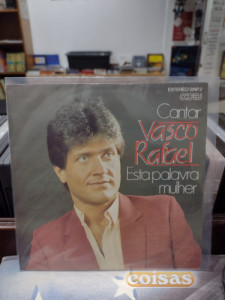 Cantar
Vasco
Rafael
Esta palavra
mulher
coisas